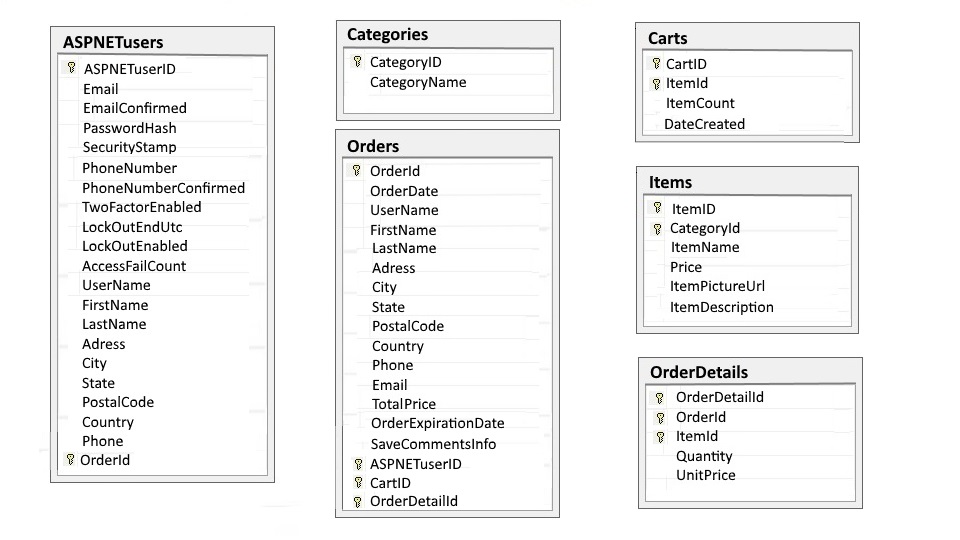 ASPNETusers
ASPNETuserID
Email
EmailConfirmed
PasswordHash
SecurityStamp
PhoneNumber
PhoneNumberConfirmed
TwoFactorEnabled
LockOutEndUtc
LockOutEnabled
AccessFailCount
UserName
FirstName
LastName
Adress
City
State
PostalCode
Country
Phone
OrderId
Categories
CategoryID
CategoryName
Orders
OrderId
OrderDate
UserName
FirstName
LastName
Adress
City
State
PostalCode
Country
Phone
Email
TotalPrice
OrderExpirationDate
SaveCommentsInfo
ASPNETuserID
CartID
OrderDetailId
Carts
CartID
ItemId
ItemCount
DateCreated
Items
ItemID
CategoryId
ItemName
Price
ItemPictureUrl
ItemDescription
OrderDetails
OrderDetailId
OrderId
ItemId
Quantity
UnitPrice